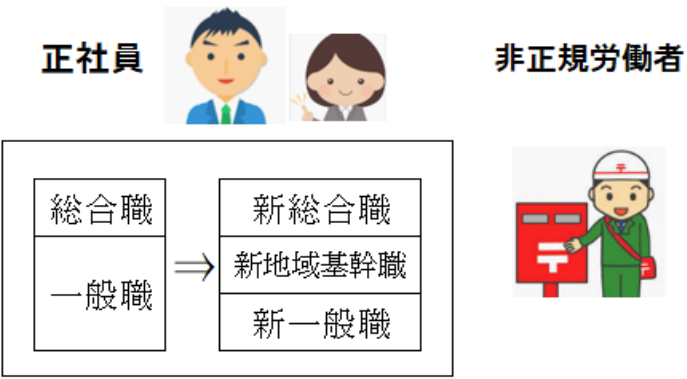 正社員
非正規労働者
総合職
一般職
⇒
新総合職
新地域基幹職
新一般職